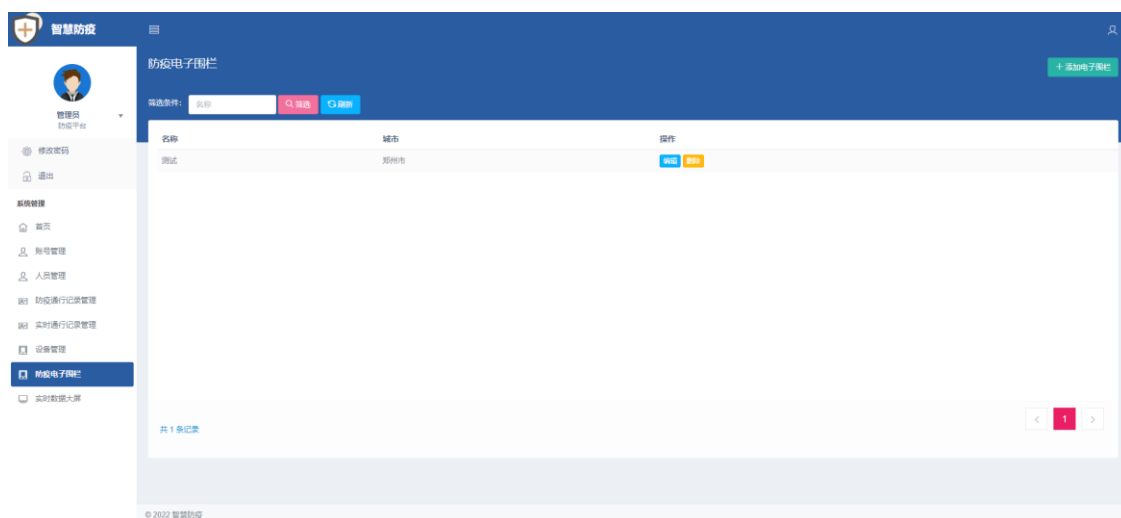 智慧防疫
管理员
防疫平台
修改密码
退出
系统管理
首页
账号管理
人员管理
防疫通行记录管理
实时通行记录管理
设备管理
防疫电子围栏
实时数据大屏
防疫电子围栏
+ 添加电子围栏
筛选条件： 名称 筛选 刷新
名称 城市 操作
测试 郑州市 编辑 删除
共 1 条记录
< 1 >
© 2022 智慧防疫